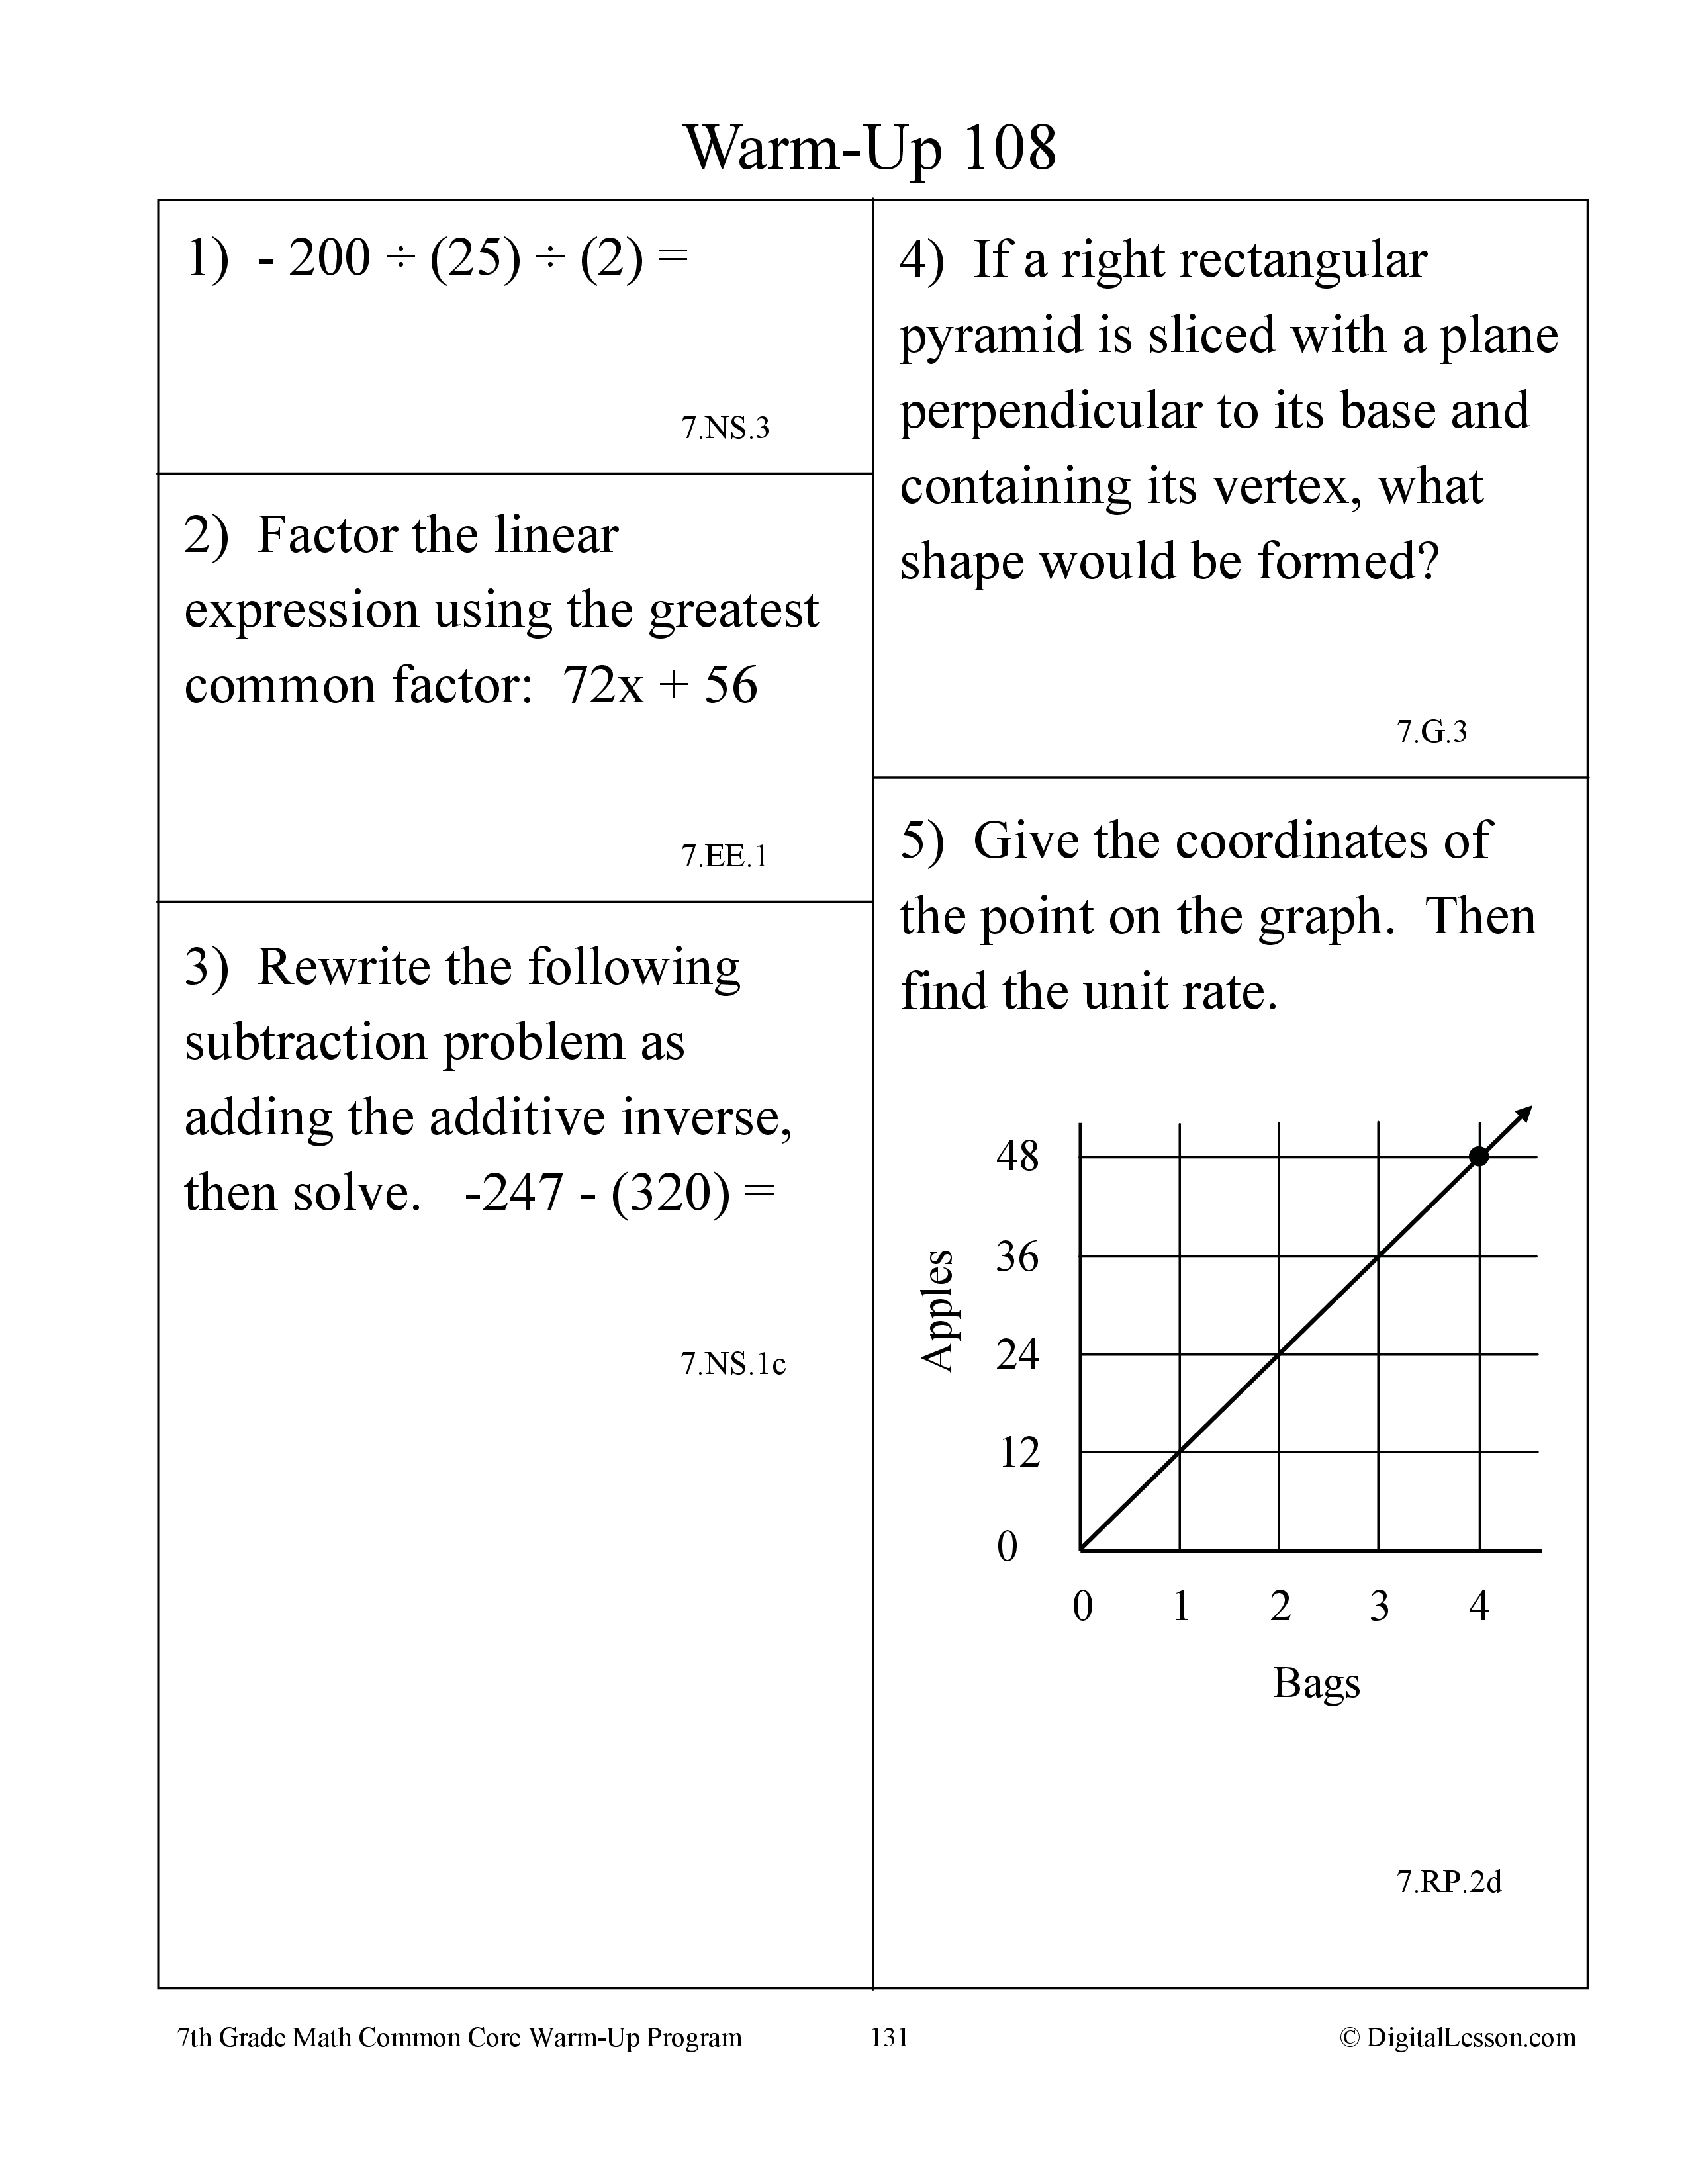 Warm-Up 108
1)  - 200 ÷ (25) ÷ (2) =
7.NS.3
2)  Factor the linear
expression using the greatest
common factor:  72x + 56
7.EE.1
3)  Rewrite the following
subtraction problem as
adding the additive inverse,
then solve.   -247 - (320) =
7.NS.1c
4)  If a right rectangular
pyramid is sliced with a plane
perpendicular to its base and
containing its vertex, what
shape would be formed?
7.G.3
5)  Give the coordinates of
the point on the graph.  Then
find the unit rate.
48
36
Apples
24
12
0
0 1 2 3 4
Bags
7.RP.2d
7th Grade Math Common Core Warm-Up Program 131 © DigitalLesson.com